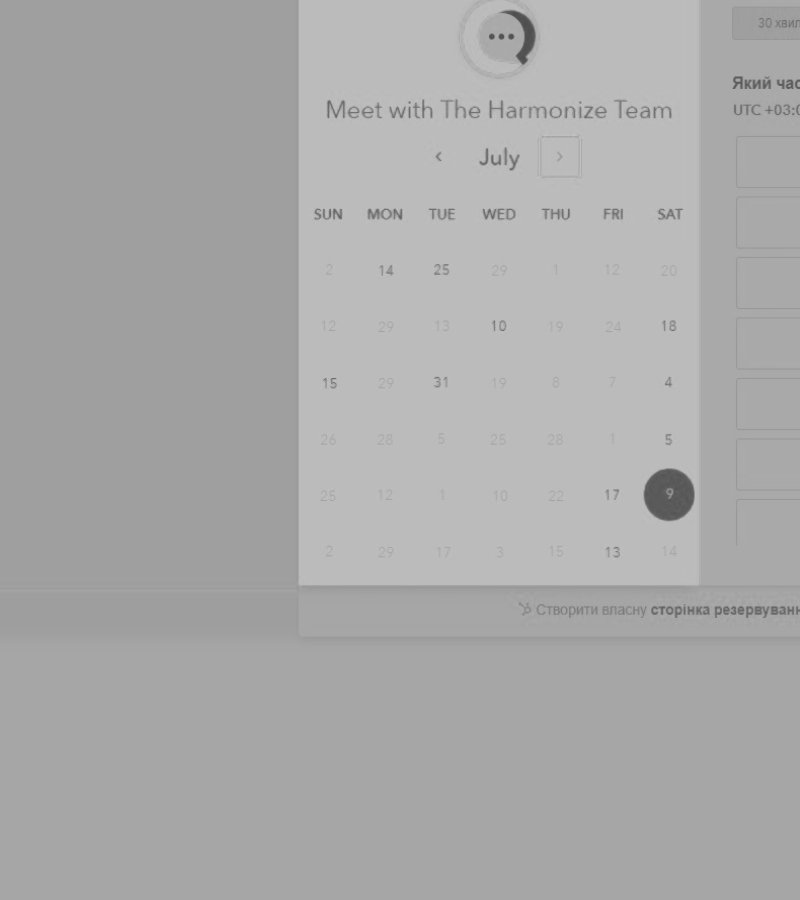 Meet with The Harmonize Team
July
SUN MON TUE WED THU FRI SAT
2 14 25 29 1 12 20
12 29 13 10 19 24 18
15 29 31 19 8 7 4
26 28 5 25 28 1 5
25 12 1 10 22 17 9
2 29 17 3 15 13 14
30 хвил
Який час
UTC +03:0
Створити власну сторінка резервуванн